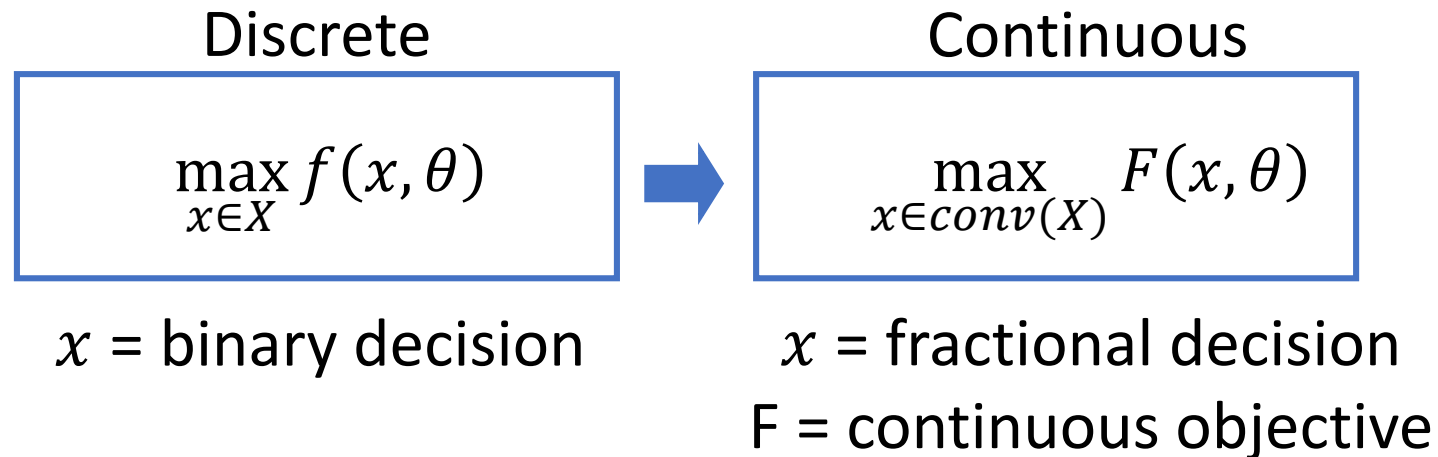 Discrete
max f(x, θ)
x∈X
x = binary decision
Continuous
max F(x, θ)
x∈conv(X)
x = fractional decision
F = continuous objective